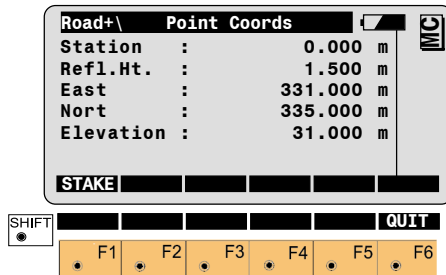 Road+\ Point Coords MC
Station : 0.000 m
Refl.Ht. : 1.500 m
East : 331.000 m
Nort : 335.000 m
Elevation : 31.000 m
STAKE
SHIFT QUIT
F1 F2 F3 F4 F5 F6